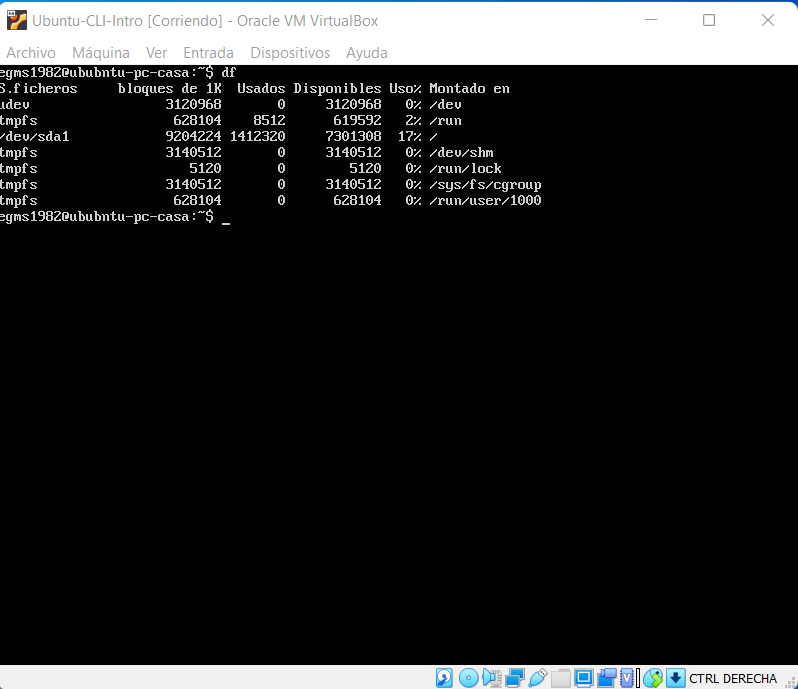 Ubuntu-CLI-Intro [Corriendo] - Oracle VM VirtualBox
Archivo Máquina Ver Entrada Dispositivos Ayuda
egms1982@ububntu-pc-casa:~$ df
S.ficheros bloques de 1K Usados Disponibles Uso% Montado en
udev 3120968 0 3120968 0% /dev
tmpfs 628104 8512 619592 2% /run
/dev/sda1 9204224 1412320 7301308 17% /
tmpfs 3140512 0 3140512 0% /dev/shm
tmpfs 5120 0 5120 0% /run/lock
tmpfs 3140512 0 3140512 0% /sys/fs/cgroup
tmpfs 628104 0 628104 0% /run/user/1000
egms1982@ububntu-pc-casa:~$ _
CTRL DERECHA